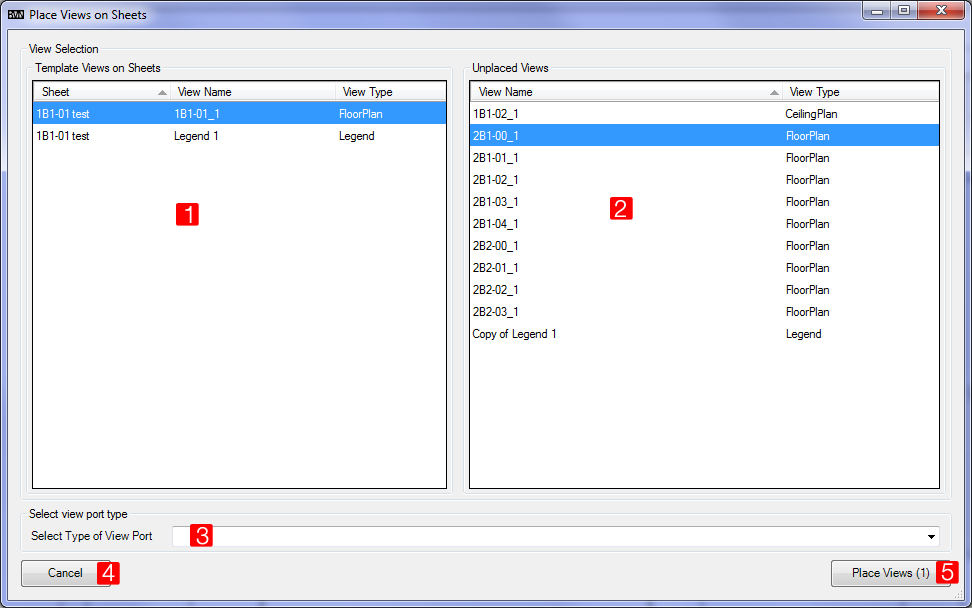 Place Views on Sheets
View Selection
Template Views on Sheets
Sheet View Name View Type
1B1-01 test 1B1-01_1 FloorPlan
1B1-01 test Legend 1 Legend
1
Unplaced Views
View Name View Type
1B1-02_1 CeilingPlan
2B1-00_1 FloorPlan
2B1-01_1 FloorPlan
2B1-02_1 FloorPlan
2B1-03_1 FloorPlan
2
2B1-04_1 FloorPlan
2B2-00_1 FloorPlan
2B2-01_1 FloorPlan
2B2-02_1 FloorPlan
2B2-03_1 FloorPlan
Copy of Legend 1 Legend
Select view port type
Select Type of View Port 3
Cancel 4
Place Views (1) 5